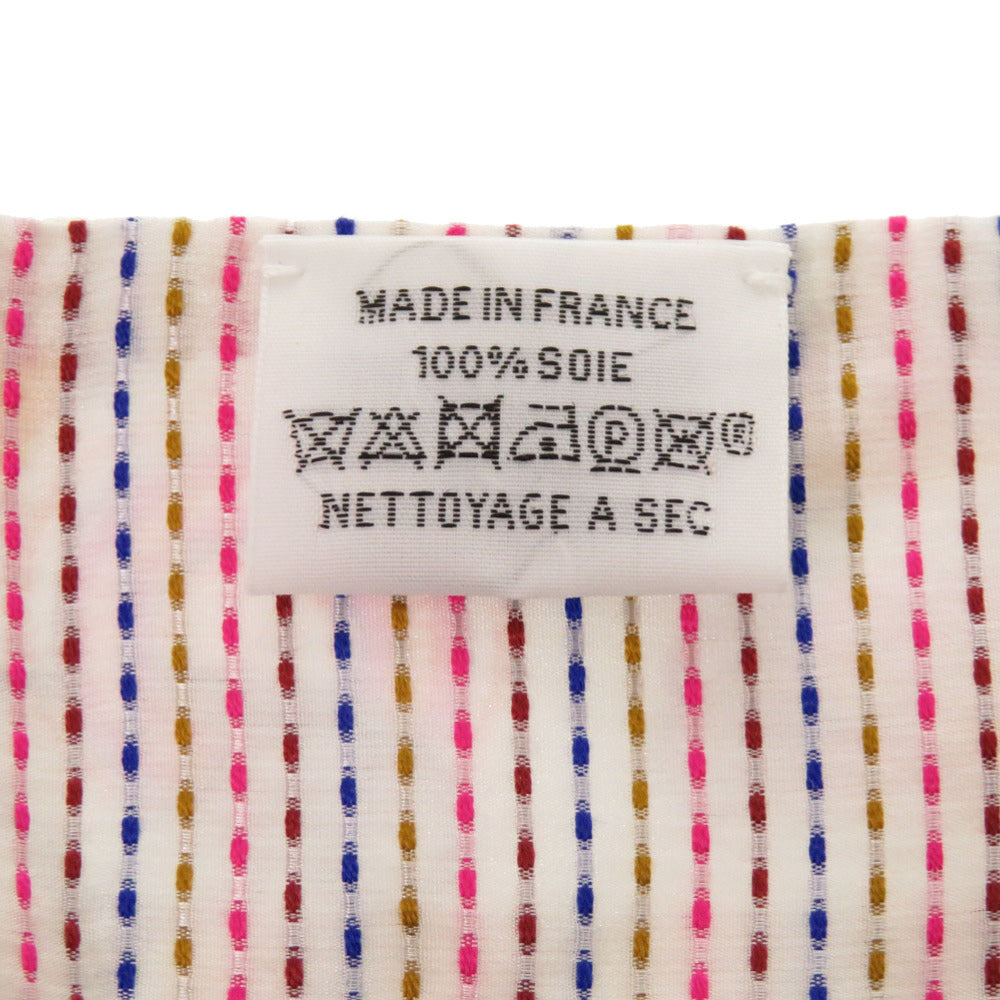 MADE IN FRANCE
100% SOIE
P ®
NETTOYAGE A SEC